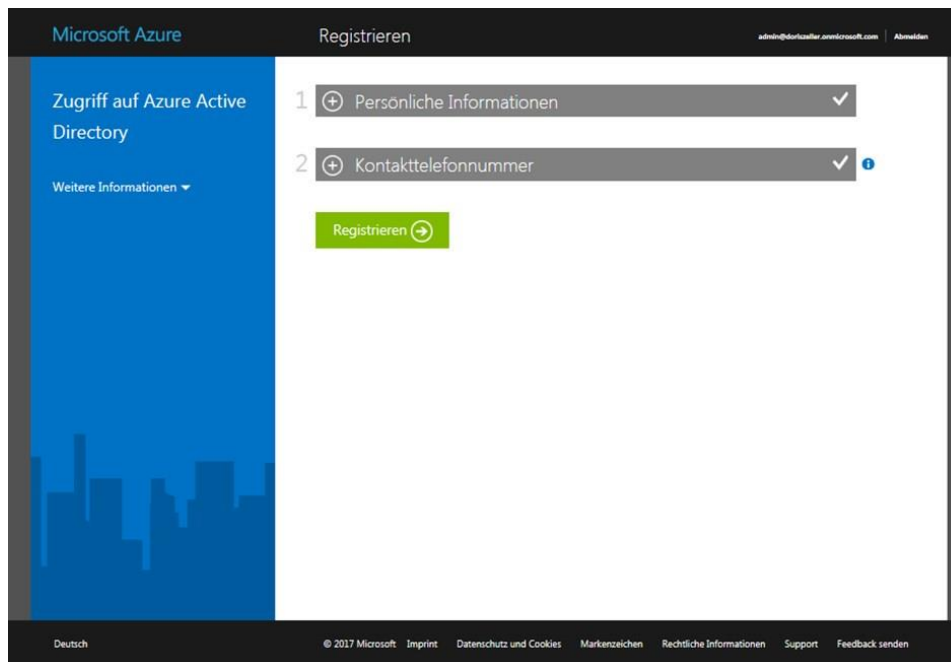 Microsoft Azure
Registrieren
admin@doriszeller.onmicrosoft.com Abmelden
Zugriff auf Azure Active
Directory
Weitere Informationen
1 Persönliche Informationen
2 Kontakttelefonnummer
Registrieren
Deutsch
© 2017 Microsoft Imprint Datenschutz und Cookies Markenzeichen Rechtliche Informationen Support Feedback senden